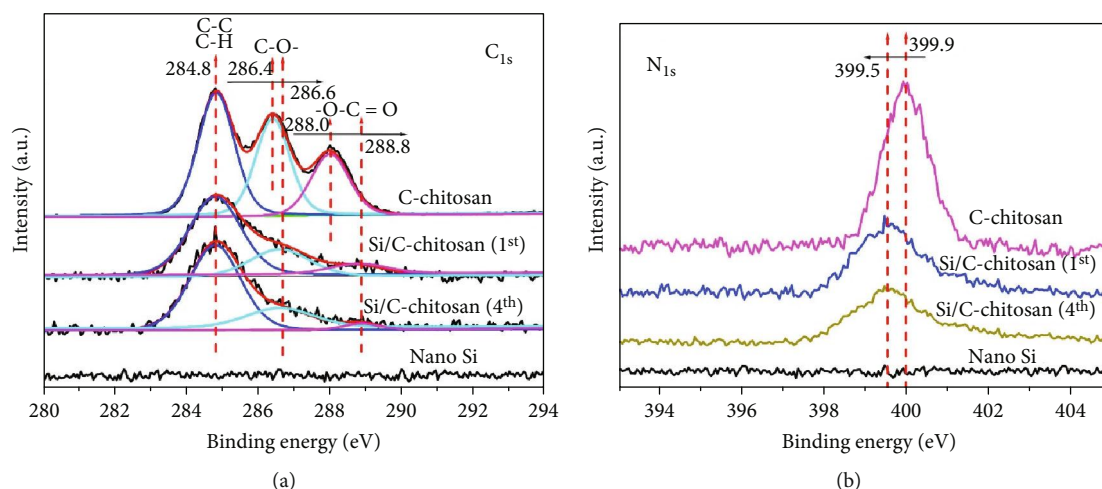 C-C
C-H
C-O-
C1s
284.8
286.4
286.6
-O-C = O
288.0
288.8
C-chitosan
Si/C-chitosan (1st)
Si/C-chitosan (4th)
Nano Si
Intensity (a.u.)
280 282 284 286 288 290 292 294
Binding energy (eV)
(a)
N1s
399.9
399.5
C-chitosan
Si/C-chitosan (1st)
Si/C-chitosan (4th)
Nano Si
Intensity (a.u.)
394 396 398 400 402 404
Binding energy (eV)
(b)